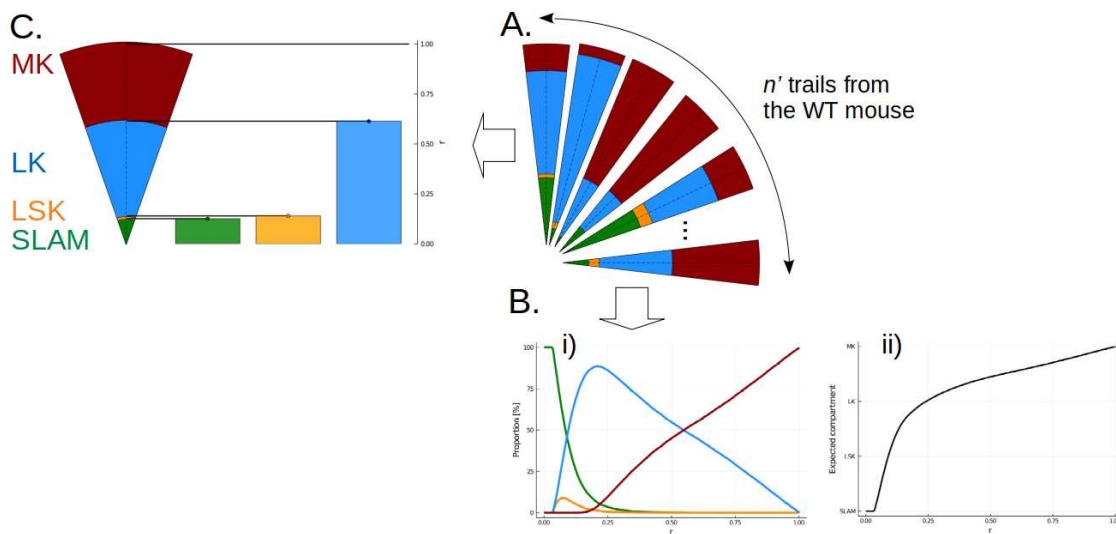 C.
MK
LK
LSK
SLAM
1.00
0.75
r
0.50
0.25
0.00
A.
n' trails from
the WT mouse
...
B.
i)
100
75
50
25
0
Proportion [%]
0.00 0.25 0.50 0.75 1.00
r
ii)
MK
LK
LSK
SLAM
Expected compartment
0.00 0.25 0.50 0.75 1.00
r